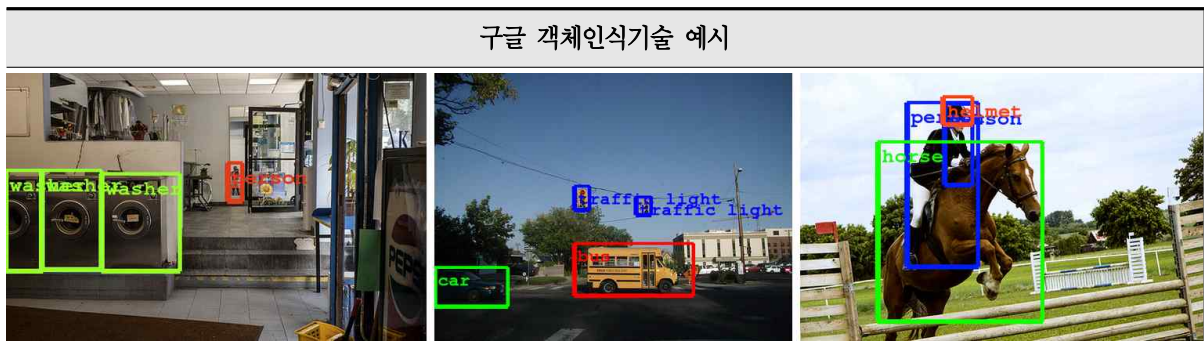 구글 객체인식기술 예시
washer
washer
washer
person
PEPSI
car
traffic light
traffic light
bus
person
person
helmet
horse